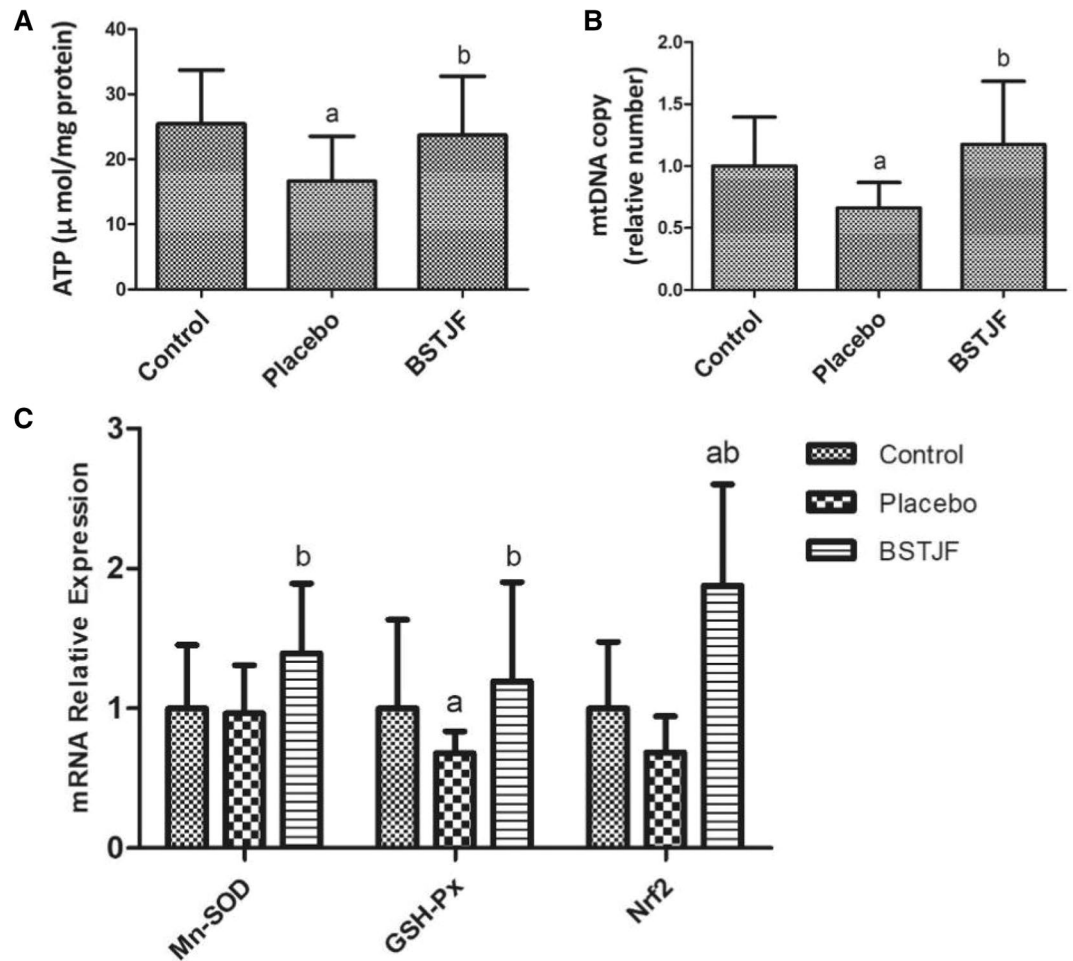 A
ATP (μ mol/mg protein)
40
30
20
10
0
a
b
Control
Placebo
BSTJF
B
mtDNA copy
(relative number)
2.0
1.5
1.0
0.5
0.0
a
b
Control
Placebo
BSTJF
C
mRNA Relative Expression
3
2
1
0
b
a
b
ab
Mn-SOD
GSH-Px
Nrf2
Control
Placebo
BSTJF